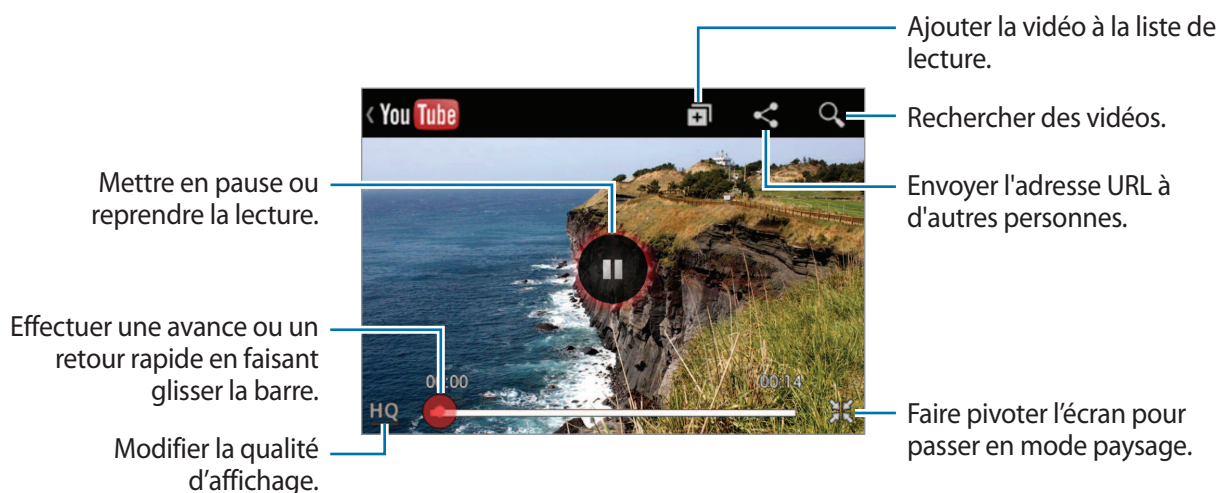 Ajouter la vidéo à la liste de
lecture.
You Tube
Rechercher des vidéos.
Envoyer l'adresse URL à
d'autres personnes.
Mettre en pause ou
reprendre la lecture.
Effectuer une avance ou un
retour rapide en faisant
glisser la barre.
00:00
00:14
HQ
Faire pivoter l’écran pour
passer en mode paysage.
Modifier la qualité
d’affichage.